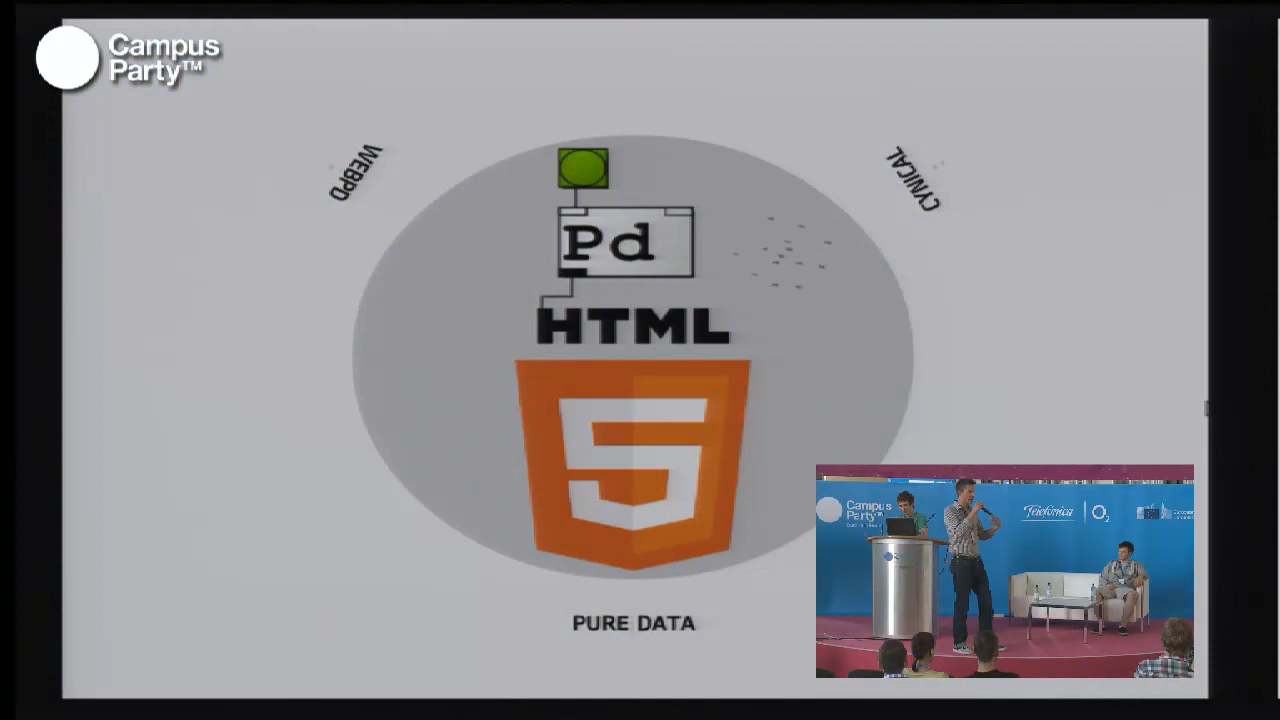 Campus
Party™
WEBPD
CYNICAL
Pd
HTML
5
PURE DATA
Campus
Party
Telefónica
O2